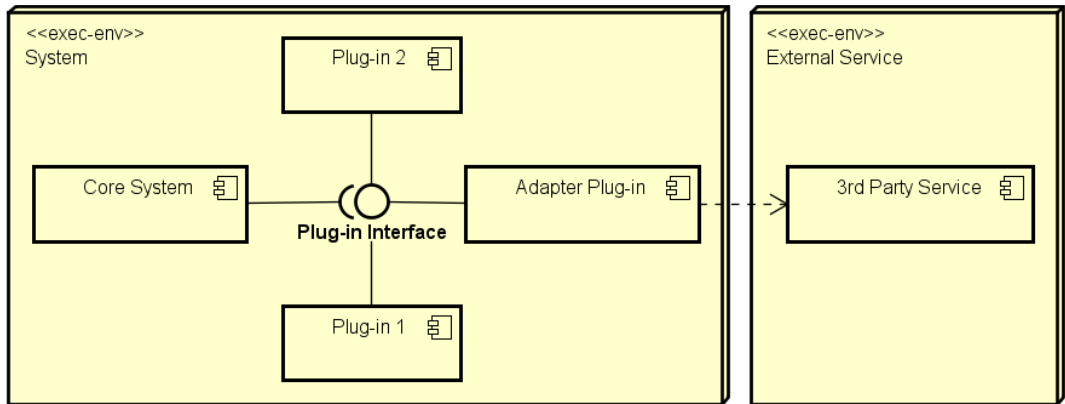 <<exec-env>>
System
Plug-in 2
Core System
Plug-in Interface
Adapter Plug-in
Plug-in 1
<<exec-env>>
External Service
3rd Party Service